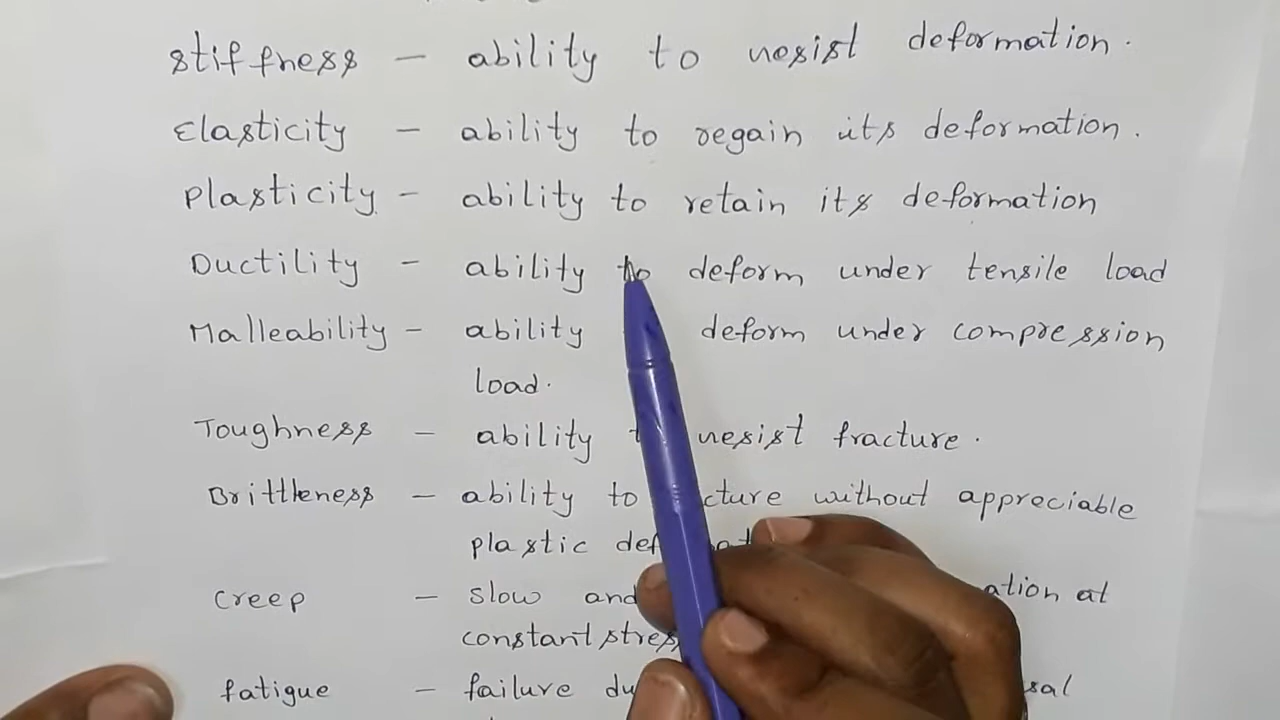 stiffness - ability to resist deformation.
Elasticity - ability to regain its deformation.
Plasticity - ability to retain its deformation
Ductility - ability to deform under tensile load
Malleability - ability deform under compression
load.
Toughness - ability resist fracture.
Brittleness - ability to without appreciable
plastic
Creep - slow and at
constant
fatigue - failure